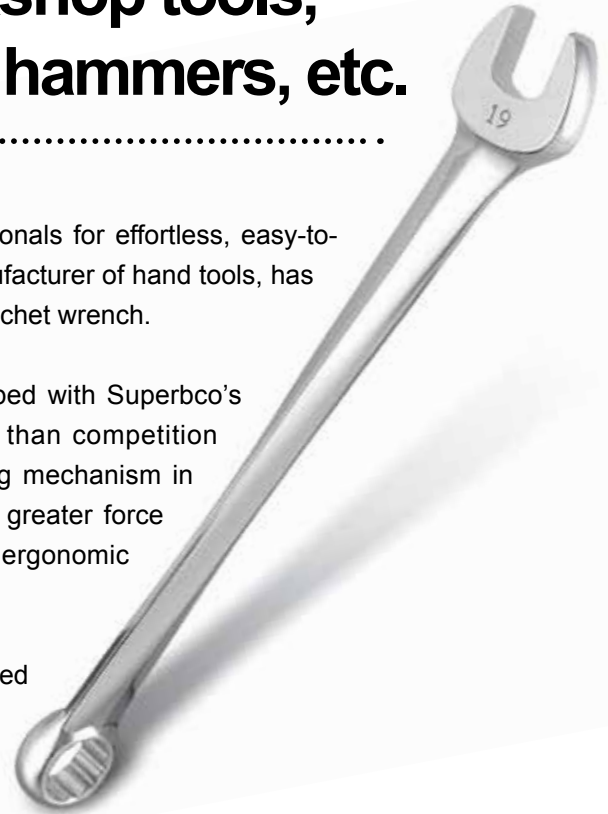 shop tools,
hammers, etc.
onals for effortless, easy-to-
facturer of hand tools, has
chet wrench.
ped with Superbco's
than competition
g mechanism in
greater force
ergonomic
ed
19